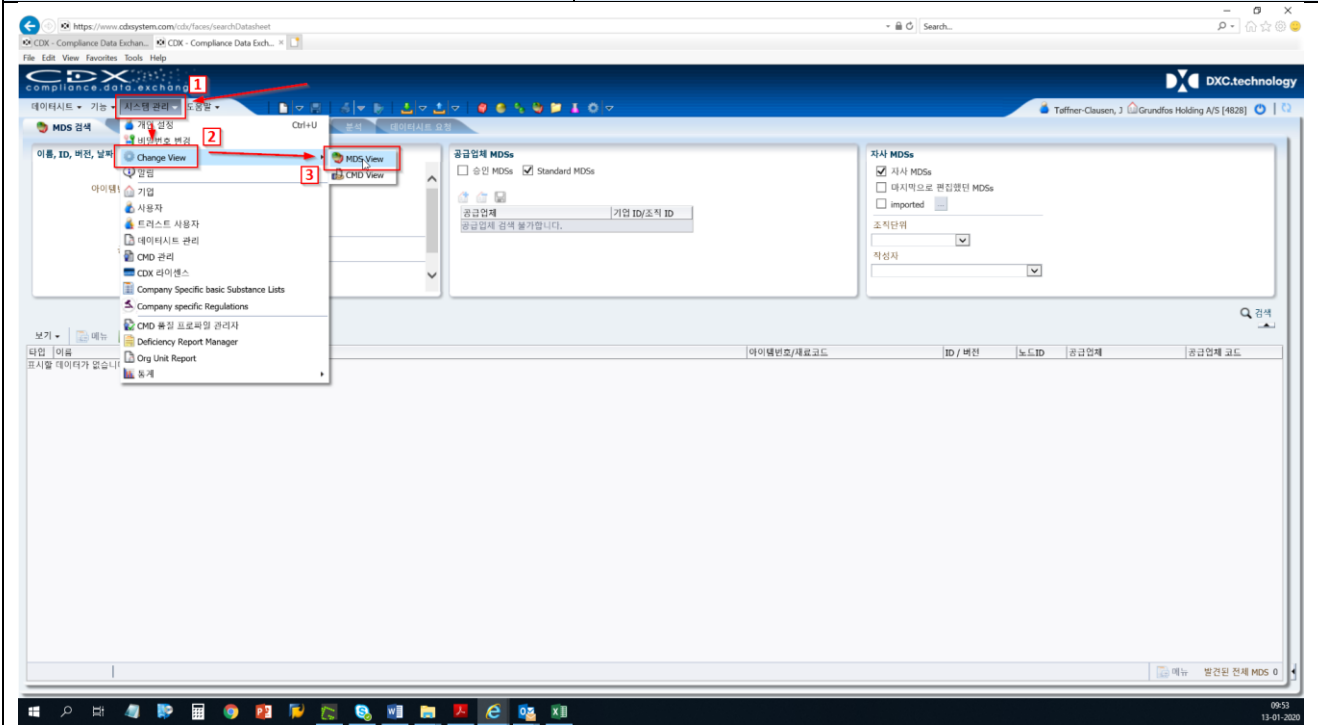 https://www.cdxsystem.com/cdx/faces/searchDatasheet
Search...
CDX - Compliance Data Exchan...
CDX - Compliance Data Exch...
File Edit View Favorites Tools Help
CDX
compliance.data.exchang
1
DXC.technology
데이터시트 기능 시스템 관리 도움말
Tøffner-Clausen, J Grundfos Holding A/S [4828]
MDS 검색
분석
데이터시트 요청
개인 설정 Ctrl+U
비밀번호 변경
2
Change View
MDS View
3
CMD View
알림
기업
사용자
트러스트 사용자
데이터시트 관리
CMD 관리
CDX 라이센스
Company Specific basic Substance Lists
Company specific Regulations
CMD 품질 프로파일 관리자
Deficiency Report Manager
Org Unit Report
통계
이름, ID, 버전, 날짜
아이템
공급업체 MDSs
승인 MDSs Standard MDSs
공급업체 기업 ID/조직 ID
공급업체 검색 불가합니다.
자사 MDSs
자사 MDSs
마지막으로 편집했던 MDSs
imported ...
조직단위
작성자
검색
보기 메뉴
타입 이름 아이템번호/재료코드 ID / 버전 노드ID 공급업체 공급업체 코드
표시할 데이터가 없습니
메뉴 발견된 전체 MDS 0
09:53
13-01-2020